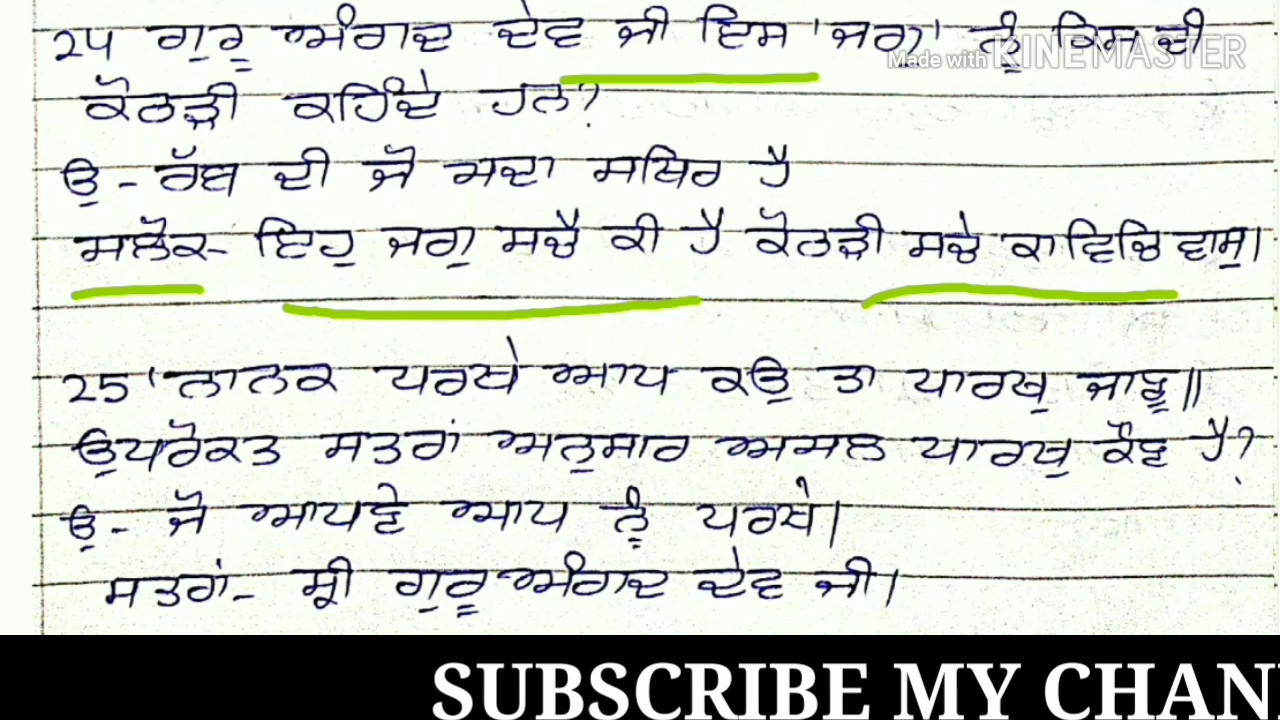 24 ਗੁਰੂ ਅੰਗਦ ਦੇਵ ਜੀ ਇਸ 'ਜਗੁ' ਨੂੰ ਕਿਸ ਦੀ
Made with KINEMASTER
ਕੋਠੜੀ ਕਹਿੰਦੇ ਹਨ?
ਉ - ਰੱਬ ਦੀ ਜੋ ਸਦਾ ਸਥਿਰ ਹੈ
ਸਲੋਕ - ਇਹੁ ਜਗੁ ਸਚੈ ਕੀ ਹੈ ਕੋਠੜੀ ਸਚੇ ਕਾ ਵਿਚਿ ਵਾਸੁ।
25 'ਨਾਨਕ ਪਰਖੇ ਆਪ ਕਉ ਤਾ ਪਾਰਖੁ ਜਾਣੁ॥
ਉਪਰੋਕਤ ਸਤਰਾਂ ਅਨੁਸਾਰ ਅਸਲ ਪਾਰਖੁ ਕੌਣ ਹੈ?
ਉ - ਜੋ ਆਪਣੇ ਆਪ ਨੂੰ ਪਰਖੇ।
ਸਤਰਾਂ - ਸ੍ਰੀ ਗੁਰੂ ਅੰਗਦ ਦੇਵ ਜੀ।
SUBSCRIBE MY CHAN